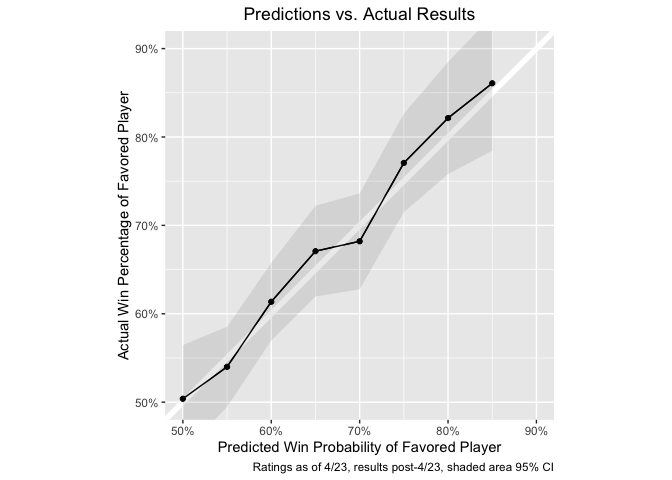 Predictions vs. Actual Results
Actual Win Percentage of Favored Player
90%
80%
70%
60%
50%
50%
60%
70%
80%
90%
Predicted Win Probability of Favored Player
Ratings as of 4/23, results post-4/23, shaded area 95% CI